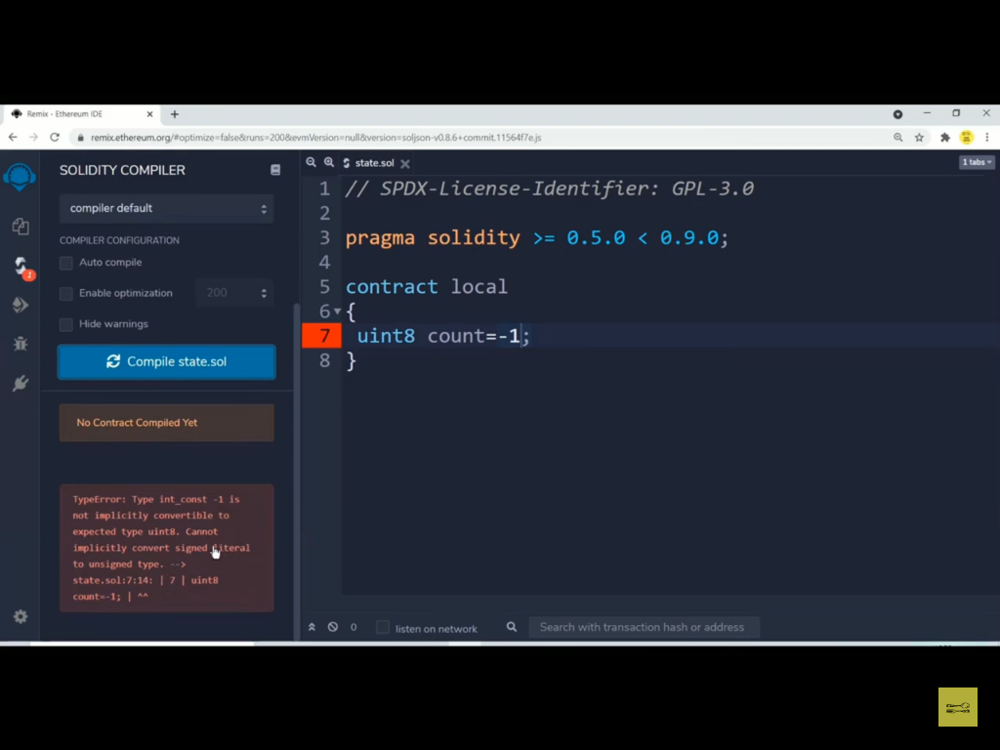 Remix - Ethereum IDE
remix.ethereum.org/#optimize=false&runs=200&evmVersion=null&version=soljson-v0.8.6+commit.11564f7e.js
SOLIDITY COMPILER
compiler default
COMPILER CONFIGURATION
Auto compile
Enable optimization 200
Hide warnings
1
Compile state.sol
No Contract Compiled Yet
TypeError: Type int_const -1 is
not implicitly convertible to
expected type uint8. Cannot
implicitly convert signed literal
to unsigned type. -->
state.sol:7:14: | 7 | uint8
count=-1; | ^^
state.sol
1 tabs
1 // SPDX-License-Identifier: GPL-3.0
2
3 pragma solidity >= 0.5.0 < 0.9.0;
4
5 contract local
6 {
7 uint8 count=-1;
8 }
0 listen on network Search with transaction hash or address